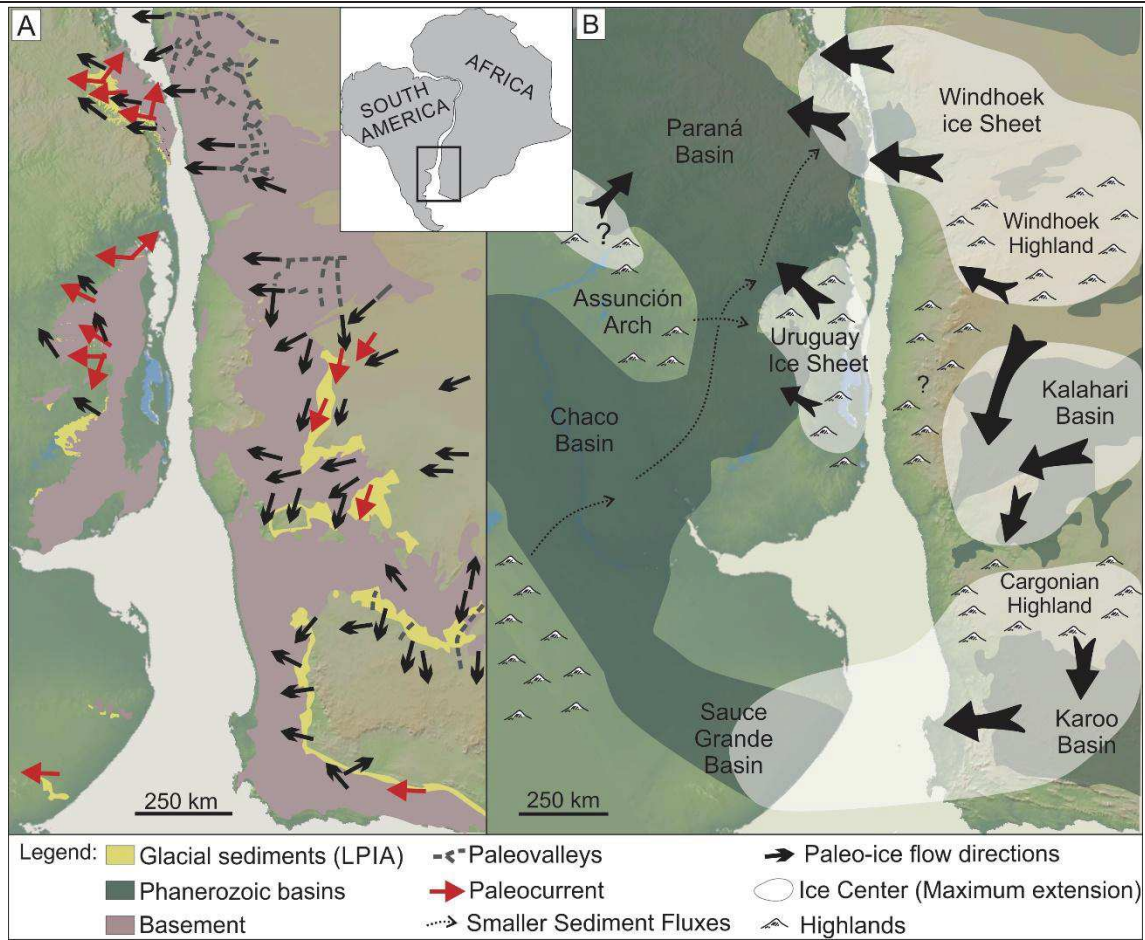 A
B
SOUTH
AMERICA
AFRICA
Windhoek
ice Sheet
Paraná
Basin
Windhoek
Highland
?
Assunción
Arch
Uruguay
Ice Sheet
?
Kalahari
Basin
Chaco
Basin
Cargonian
Highland
Sauce
Grande
Basin
Karoo
Basin
250 km
250 km
Legend:
Glacial sediments (LPIA)
Paleovalleys
Paleo-ice flow directions
Phanerozoic basins
Paleocurrent
Ice Center (Maximum extension)
Basement
Smaller Sediment Fluxes
Highlands